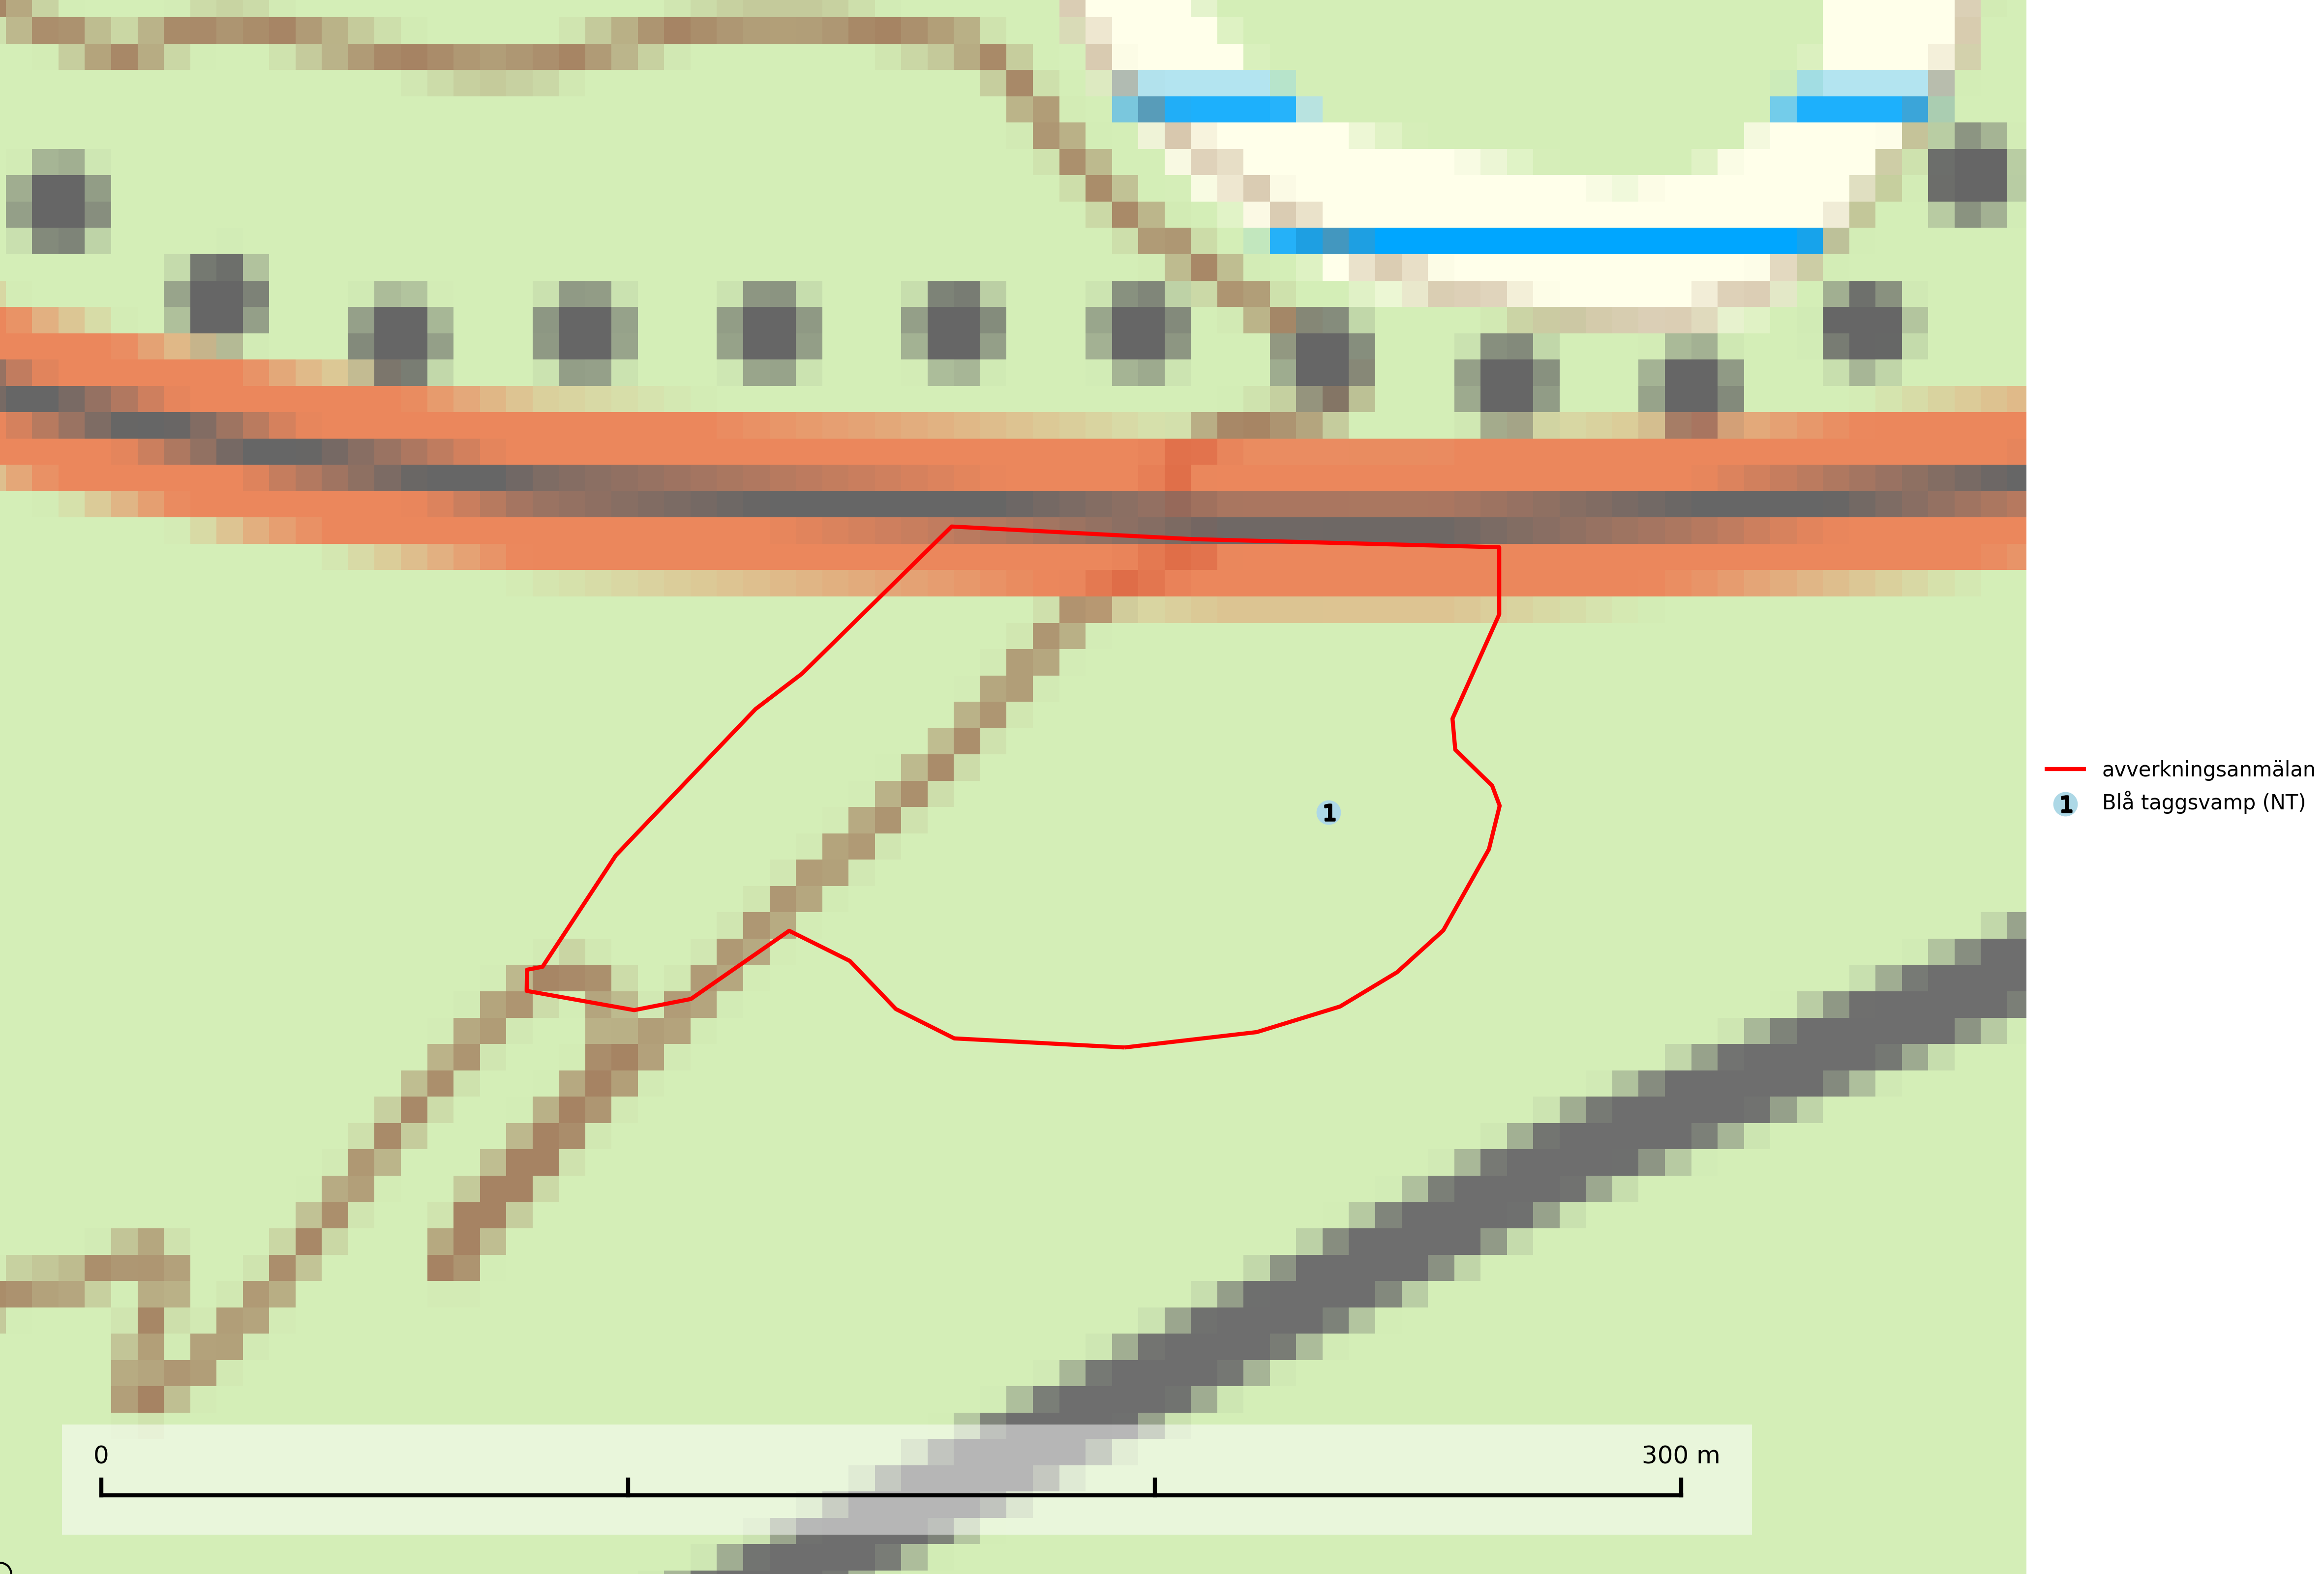 1
avverkningsanmälan
1 Blå taggsvamp (NT)
0 300 m